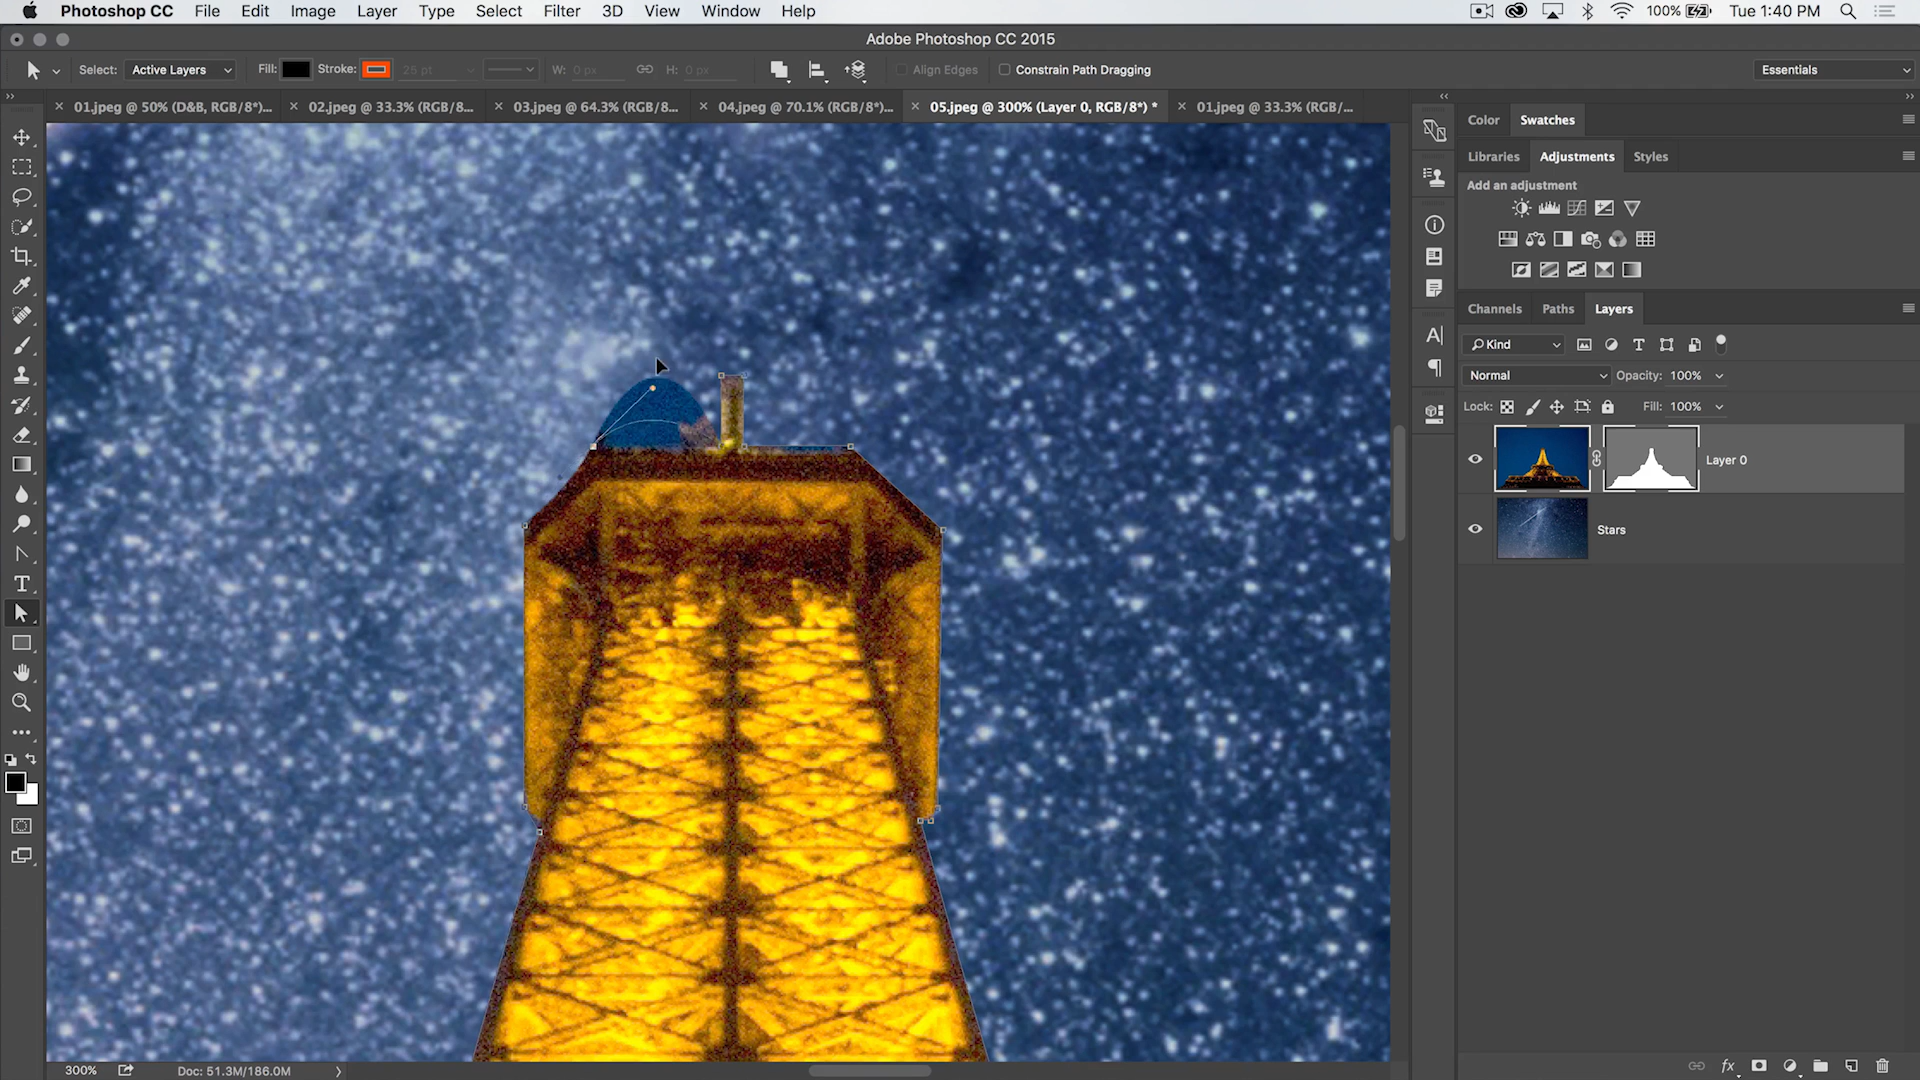 Photoshop CC File Edit Image Layer Type Select Filter 3D View Window Help 100% Tue 1:40 PM
Adobe Photoshop CC 2015
Select: Active Layers Fill: Stroke: 25 pt W: 0 px H: 0 px Align Edges Constrain Path Dragging Essentials
01.jpeg @ 50% (D&B, RGB/8*)... 02.jpeg @ 33.3% (RGB/8... 03.jpeg @ 64.3% (RGB/8... 04.jpeg @ 70.1% (RGB/8*)... 05.jpeg @ 300% (Layer 0, RGB/8*) * 01.jpeg @ 33.3% (RGB/...
Color Swatches
Libraries Adjustments Styles
Add an adjustment
Channels Paths Layers
Kind
Normal Opacity: 100%
Lock: Fill: 100%
Layer 0
Stars
fx
300% Doc: 51.3M/186.0M